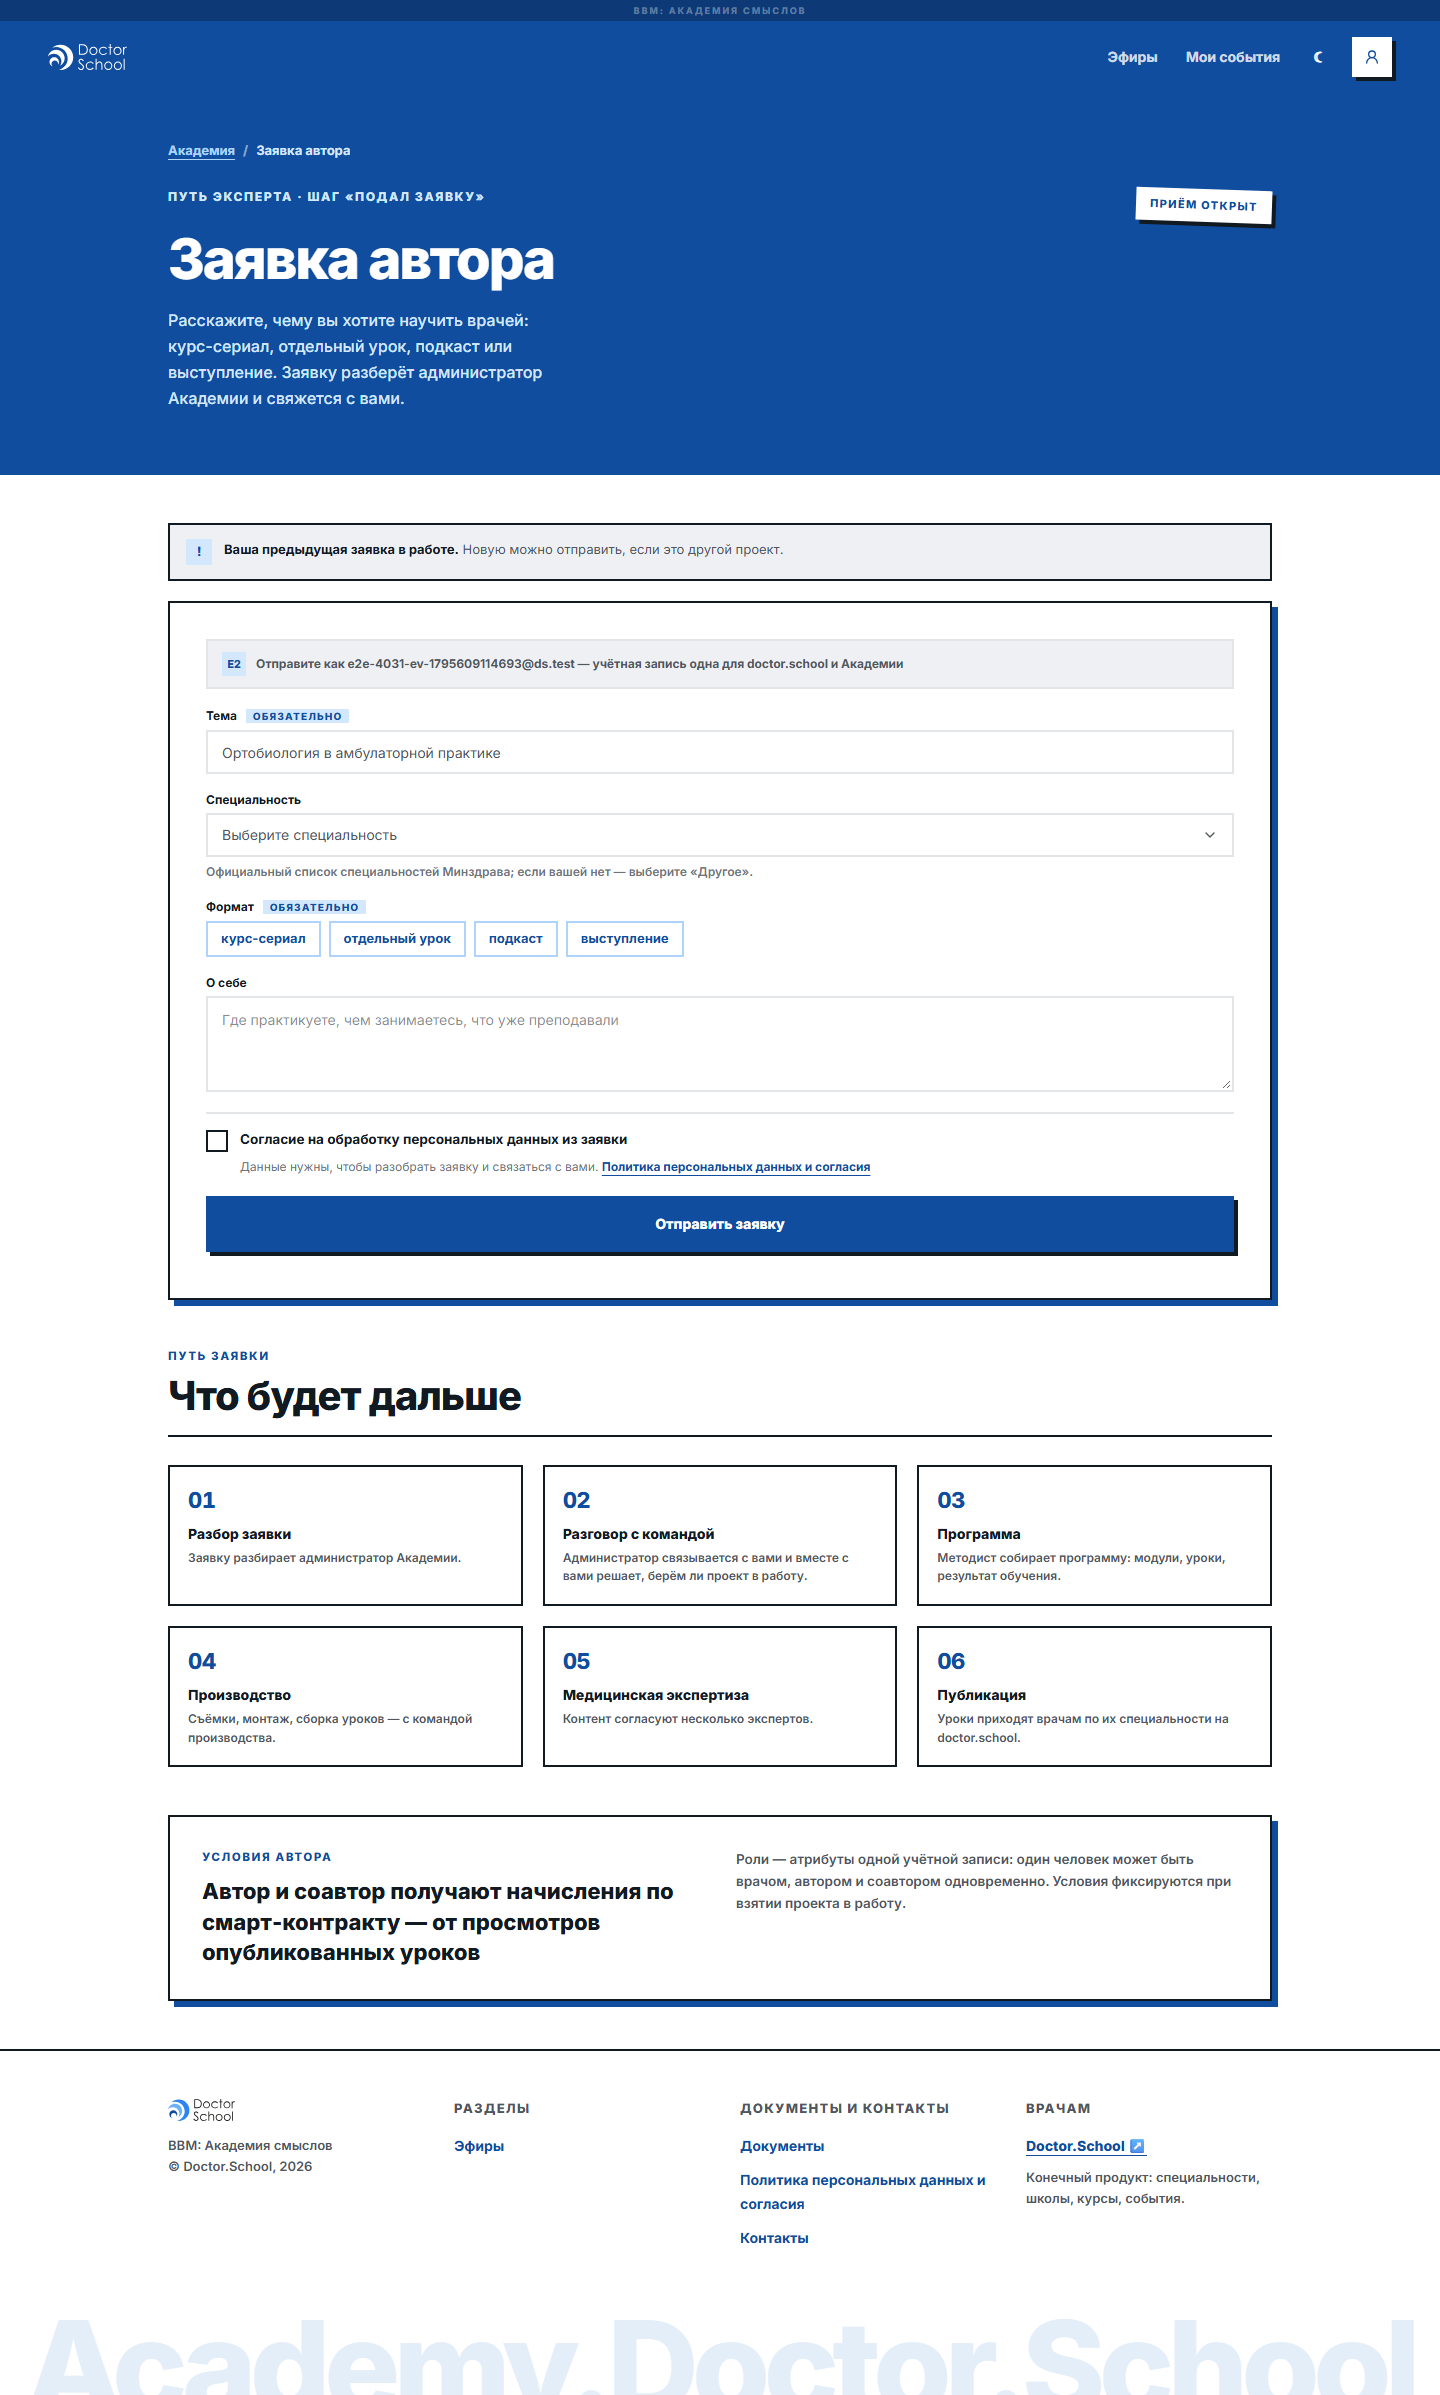 ВВМ: АКАДЕМИЯ СМЫСЛОВ
Doctor
School
Эфиры
Мои события
Академия / Заявка автора
ПУТЬ ЭКСПЕРТА · ШАГ «ПОДАЛ ЗАЯВКУ»
ПРИЁМ ОТКРЫТ
Заявка автора
Расскажите, чему вы хотите научить врачей:
курс-сериал, отдельный урок, подкаст или
выступление. Заявку разберёт администратор
Академии и свяжется с вами.
! Ваша предыдущая заявка в работе. Новую можно отправить, если это другой проект.
E2 Отправите как e2e-4031-ev-1795609114693@ds.test — учётная запись одна для doctor.school и Академии
Тема ОБЯЗАТЕЛЬНО
Ортобиология в амбулаторной практике
Специальность
Выберите специальность
Официальный список специальностей Минздрава; если вашей нет — выберите «Другое».
Формат ОБЯЗАТЕЛЬНО
курс-сериал
отдельный урок
подкаст
выступление
О себе
Где практикуете, чем занимаетесь, что уже преподавали
Согласие на обработку персональных данных из заявки
Данные нужны, чтобы разобрать заявку и связаться с вами. Политика персональных данных и согласия
Отправить заявку
ПУТЬ ЗАЯВКИ
Что будет дальше
01
Разбор заявки
Заявку разбирает администратор Академии.
02
Разговор с командой
Администратор связывается с вами и вместе с
вами решает, берём ли проект в работу.
03
Программа
Методист собирает программу: модули, уроки,
результат обучения.
04
Производство
Съёмки, монтаж, сборка уроков — с командой
производства.
05
Медицинская экспертиза
Контент согласуют несколько экспертов.
06
Публикация
Уроки приходят врачам по их специальности на
doctor.school.
УСЛОВИЯ АВТОРА
Автор и соавтор получают начисления по
смарт-контракту — от просмотров
опубликованных уроков
Роли — атрибуты одной учётной записи: один человек может быть
врачом, автором и соавтором одновременно. Условия фиксируются при
взятии проекта в работу.
Doctor
School
ВВМ: Академия смыслов
© Doctor.School, 2026
РАЗДЕЛЫ
Эфиры
ДОКУМЕНТЫ И КОНТАКТЫ
Документы
Политика персональных данных и
согласия
Контакты
ВРАЧАМ
Doctor.School ↗
Конечный продукт: специальности,
школы, курсы, события.
Academy.Doctor.School